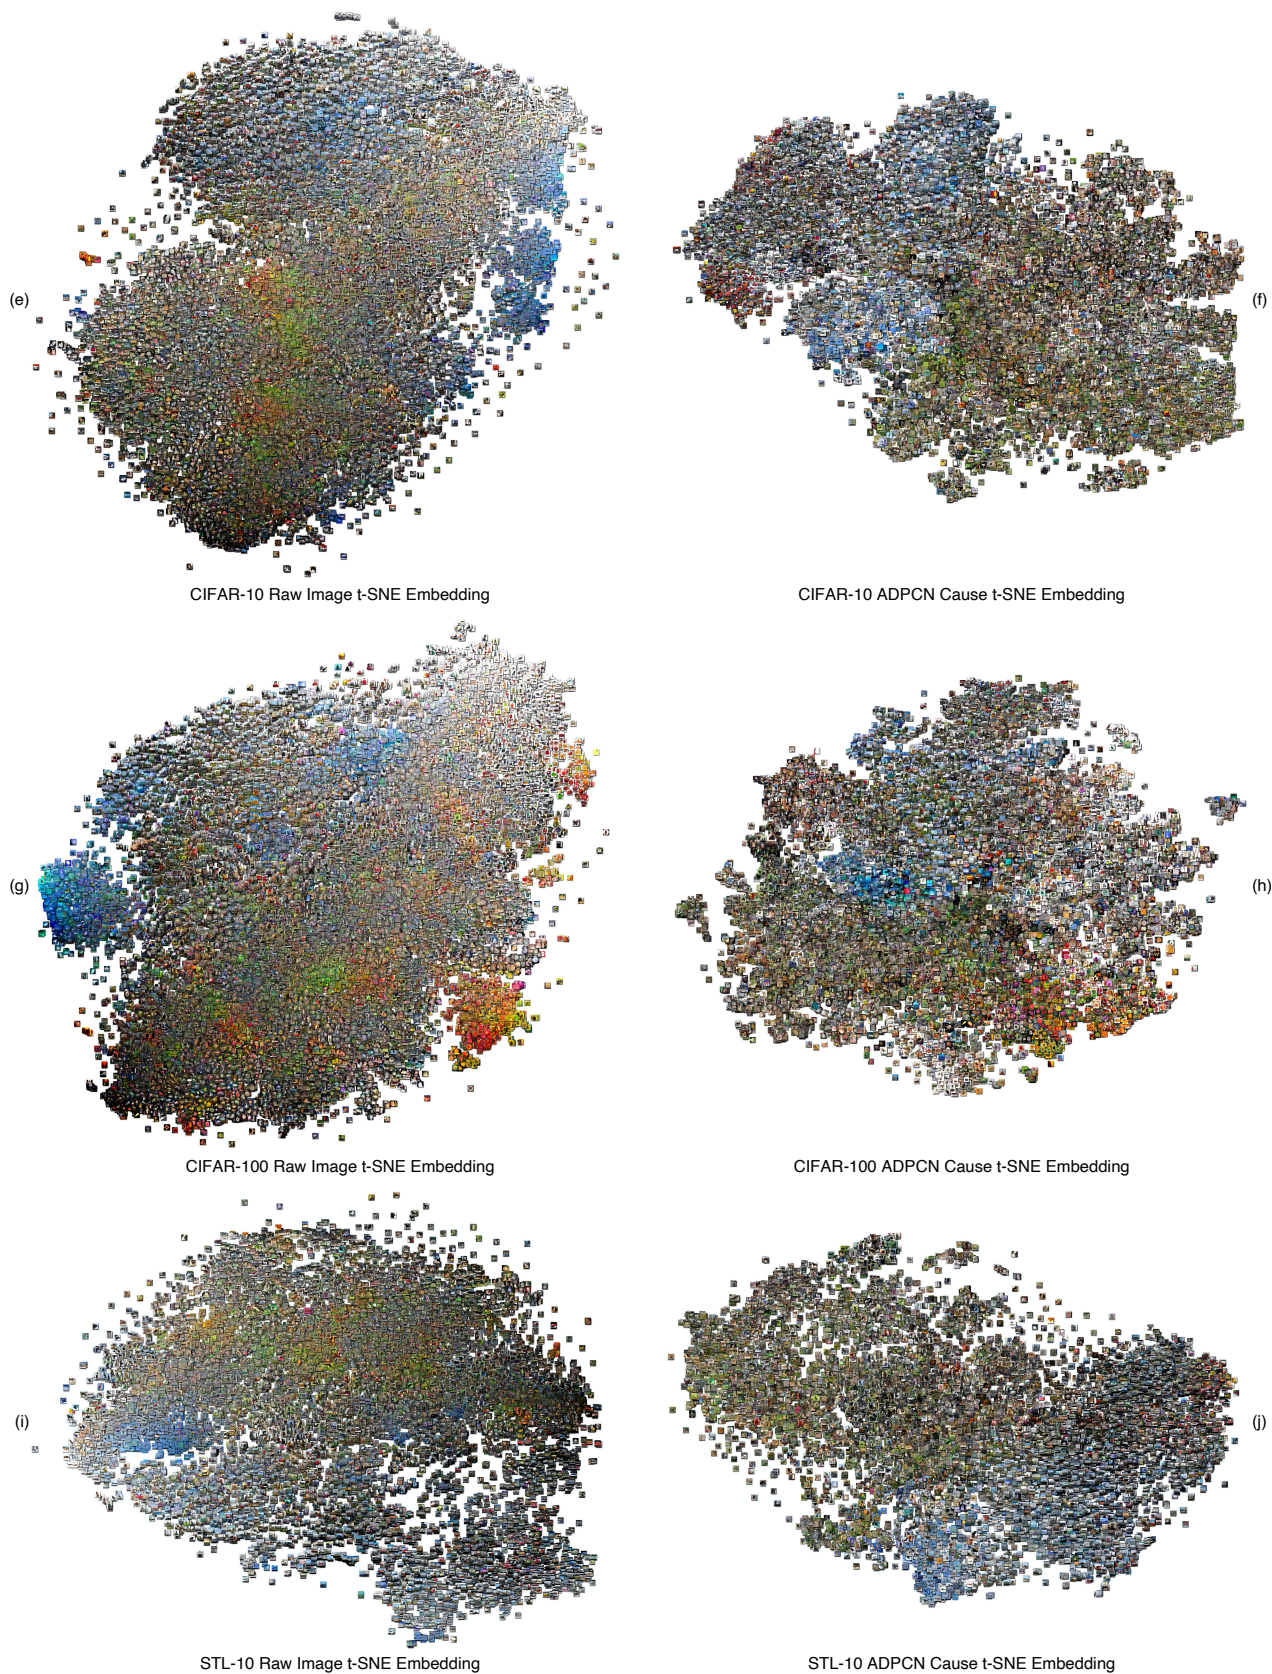 (e)
(f)
CIFAR-10 Raw Image t-SNE Embedding
CIFAR-10 ADPCN Cause t-SNE Embedding
(g)
(h)
CIFAR-100 Raw Image t-SNE Embedding
CIFAR-100 ADPCN Cause t-SNE Embedding
(i)
(j)
STL-10 Raw Image t-SNE Embedding
STL-10 ADPCN Cause t-SNE Embedding